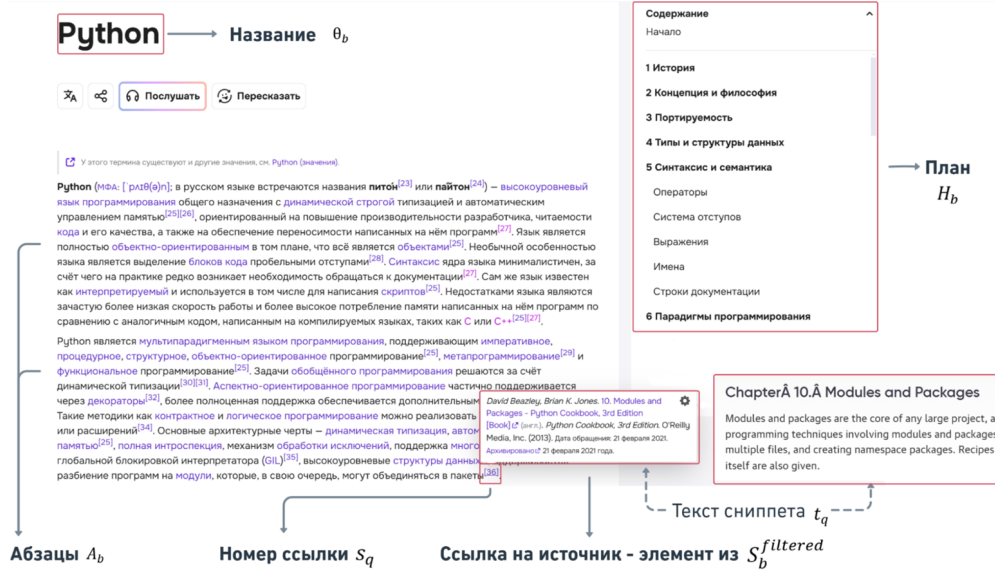 Python
Название θ_b
Послушать
Пересказать
У этого термина существуют и другие значения, см. Python (значения).
Python (МФА: [ˈpʌɪθ(ə)n]; в русском языке встречаются названия пито́н[23] или па́йтон[24]) — высокоуровневый
язык программирования общего назначения с динамической строгой типизацией и автоматическим
управлением памятью[25][26], ориентированный на повышение производительности разработчика, читаемости
кода и его качества, а также на обеспечение переносимости написанных на нём программ[27]. Язык является
полностью объектно-ориентированным в том плане, что всё является объектами[25]. Необычной особенностью
языка является выделение блоков кода пробельными отступами[28]. Синтаксис ядра языка минималистичен, за
счёт чего на практике редко возникает необходимость обращаться к документации[27]. Сам же язык известен
как интерпретируемый и используется в том числе для написания скриптов[25]. Недостатками языка являются
зачастую более низкая скорость работы и более высокое потребление памяти написанных на нём программ по
сравнению с аналогичным кодом, написанным на компилируемых языках, таких как C или C++[25][27].
Python является мультипарадигменным языком программирования, поддерживающим императивное,
процедурное, структурное, объектно-ориентированное программирование[25], метапрограммирование[29] и
функциональное программирование[25]. Задачи обобщённого программирования решаются за счёт
динамической типизации[30][31]. Аспектно-ориентированное программирование частично поддерживается
через декораторы[32], более полноценная поддержка обеспечивается дополнительным
Такие методики как контрактное и логическое программирование можно реализовать
или расширений[34]. Основные архитектурные черты — динамическая типизация, автом
памятью[25], полная интроспекция, механизм обработки исключений, поддержка много
глобальной блокировкой интерпретатора (GIL)[35], высокоуровневые структуры данных
разбиение программ на модули, которые, в свою очередь, могут объединяться в пакеты[36].
David Beazley, Brian K. Jones. 10. Modules and
Packages - Python Cookbook, 3rd Edition
[Book] (англ.). Python Cookbook, 3rd Edition. O'Reilly
Media, Inc. (2013). Дата обращения: 21 февраля 2021.
Архивировано 21 февраля 2021 года.
Содержание
Начало
1 История
2 Концепция и философия
3 Портируемость
4 Типы и структуры данных
5 Синтаксис и семантика
Операторы
Система отступов
Выражения
Имена
Строки документации
6 Парадигмы программирования
План
H_b
ChapterÂ 10.Â Modules and Packages
Modules and packages are the core of any large project, a
programming techniques involving modules and packages
multiple files, and creating namespace packages. Recipes
itself are also given.
Текст сниппета t_q
Абзацы A_b
Номер ссылки s_q
Ссылка на источник - элемент из S_b^filtered